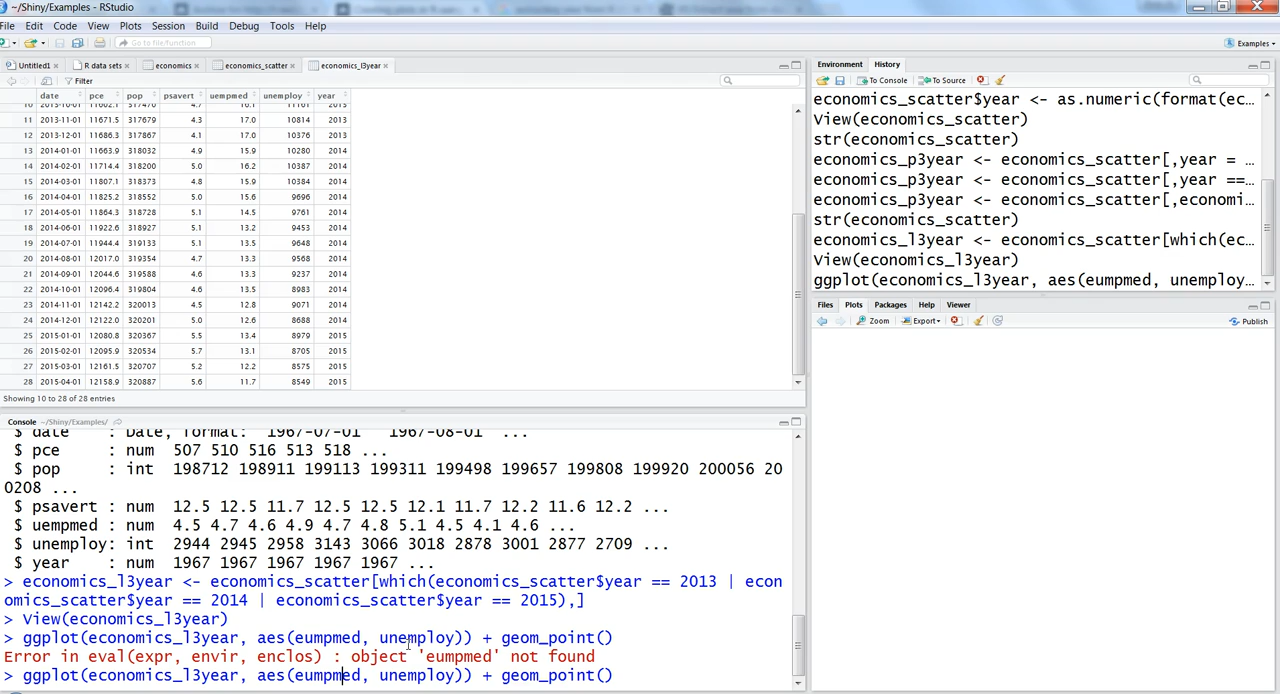 ~/Shiny/Examples - RStudio
File Edit Code View Plots Session Build Debug Tools Help
Go to file/function
Examples
Untitled1 R data sets economics economics_scatter economics_l3year
Filter
date pce pop psavert uempmed unemploy year
10 2013-10-01 11602.1 317470 4.7 16.1 11161 2013
11 2013-11-01 11671.5 317679 4.3 17.0 10814 2013
12 2013-12-01 11686.3 317867 4.1 17.0 10376 2013
13 2014-01-01 11663.9 318032 4.9 15.9 10280 2014
14 2014-02-01 11714.4 318200 5.0 16.2 10387 2014
15 2014-03-01 11807.1 318373 4.8 15.9 10384 2014
16 2014-04-01 11825.2 318552 5.0 15.6 9696 2014
17 2014-05-01 11864.3 318728 5.1 14.5 9761 2014
18 2014-06-01 11922.6 318927 5.1 13.2 9453 2014
19 2014-07-01 11944.4 319133 5.1 13.5 9648 2014
20 2014-08-01 12017.0 319354 4.7 13.3 9568 2014
21 2014-09-01 12044.6 319588 4.6 13.3 9237 2014
22 2014-10-01 12096.4 319804 4.6 13.5 8983 2014
23 2014-11-01 12142.2 320013 4.5 12.8 9071 2014
24 2014-12-01 12122.0 320201 5.0 12.6 8688 2014
25 2015-01-01 12080.8 320367 5.5 13.4 8979 2015
26 2015-02-01 12095.9 320534 5.7 13.1 8705 2015
27 2015-03-01 12161.5 320707 5.2 12.2 8575 2015
28 2015-04-01 12158.9 320887 5.6 11.7 8549 2015
Showing 10 to 28 of 28 entries
Console ~/Shiny/Examples/
$ date    : Date, format:  1967-07-01  1967-08-01 ...
$ pce     : num  507 510 516 513 518 ...
$ pop     : int  198712 198911 199113 199311 199498 199657 199808 199920 200056 20
0208 ...
$ psavert : num  12.5 12.5 11.7 12.5 12.5 12.1 11.7 12.2 11.6 12.2 ...
$ uempmed : num  4.5 4.7 4.6 4.9 4.7 4.8 5.1 4.5 4.1 4.6 ...
$ unemploy: int  2944 2945 2958 3143 3066 3018 2878 3001 2877 2709 ...
$ year    : num  1967 1967 1967 1967 1967 ...
> economics_l3year <- economics_scatter[which(economics_scatter$year == 2013 | econ
omics_scatter$year == 2014 | economics_scatter$year == 2015),]
> View(economics_l3year)
> ggplot(economics_l3year, aes(eumpmed, unemploy)) + geom_point()
Error in eval(expr, envir, enclos) : object 'eumpmed' not found
> ggplot(economics_l3year, aes(eumpmed, unemploy)) + geom_point()
Environment History
To Console To Source
economics_scatter$year <- as.numeric(format(ec...
View(economics_scatter)
str(economics_scatter)
economics_p3year <- economics_scatter[,year = ...
economics_p3year <- economics_scatter[,year ==...
economics_p3year <- economics_scatter[,economi...
str(economics_scatter)
economics_l3year <- economics_scatter[which(ec...
View(economics_l3year)
ggplot(economics_l3year, aes(eumpmed, unemploy...
Files Plots Packages Help Viewer
Zoom Export Publish